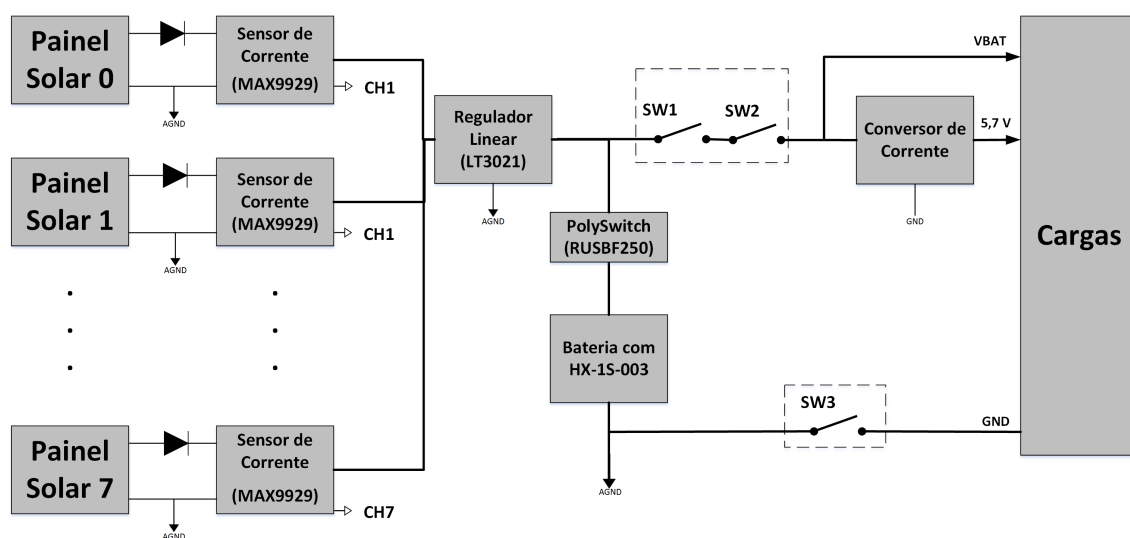 Painel
Solar 0
Sensor de
Corrente
(MAX9929)
CH1
AGND
Painel
Solar 1
Sensor de
Corrente
(MAX9929)
CH1
AGND
Painel
Solar 7
Sensor de
Corrente
(MAX9929)
CH7
AGND
Regulador
Linear
(LT3021)
AGND
SW1
SW2
PolySwitch
(RUSBF250)
Bateria com
HX-1S-003
AGND
VBAT
Conversor de
Corrente
5,7 V
GND
SW3
GND
Cargas